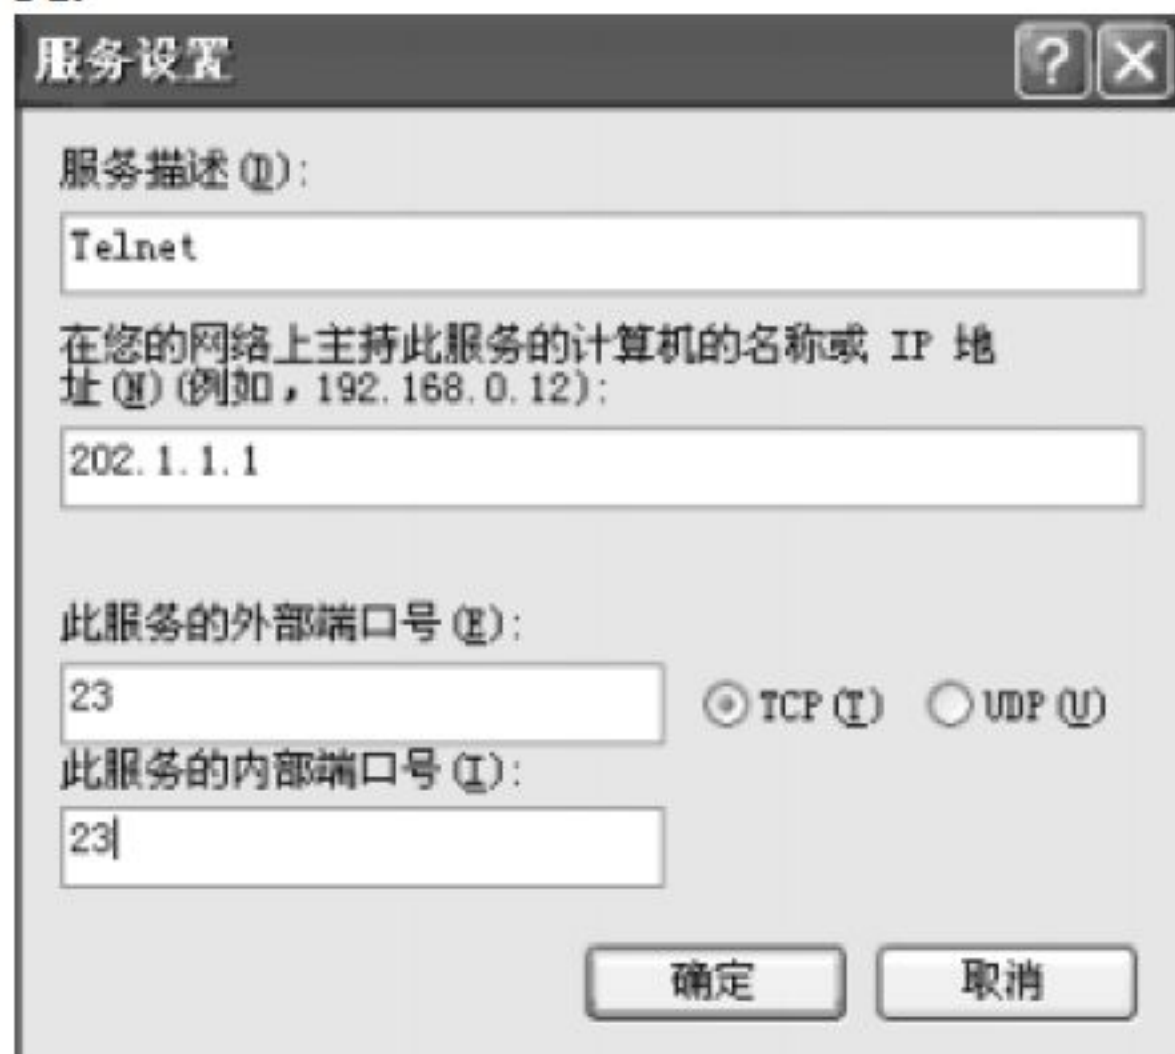 服务设置
服务描述(D):
Telnet
在您的网络上主持此服务的计算机的名称或 IP 地
址(N)(例如，192.168.0.12):
202.1.1.1
此服务的外部端口号(E):
23
TCP(T) UDP(U)
此服务的内部端口号(I):
23
确定 取消